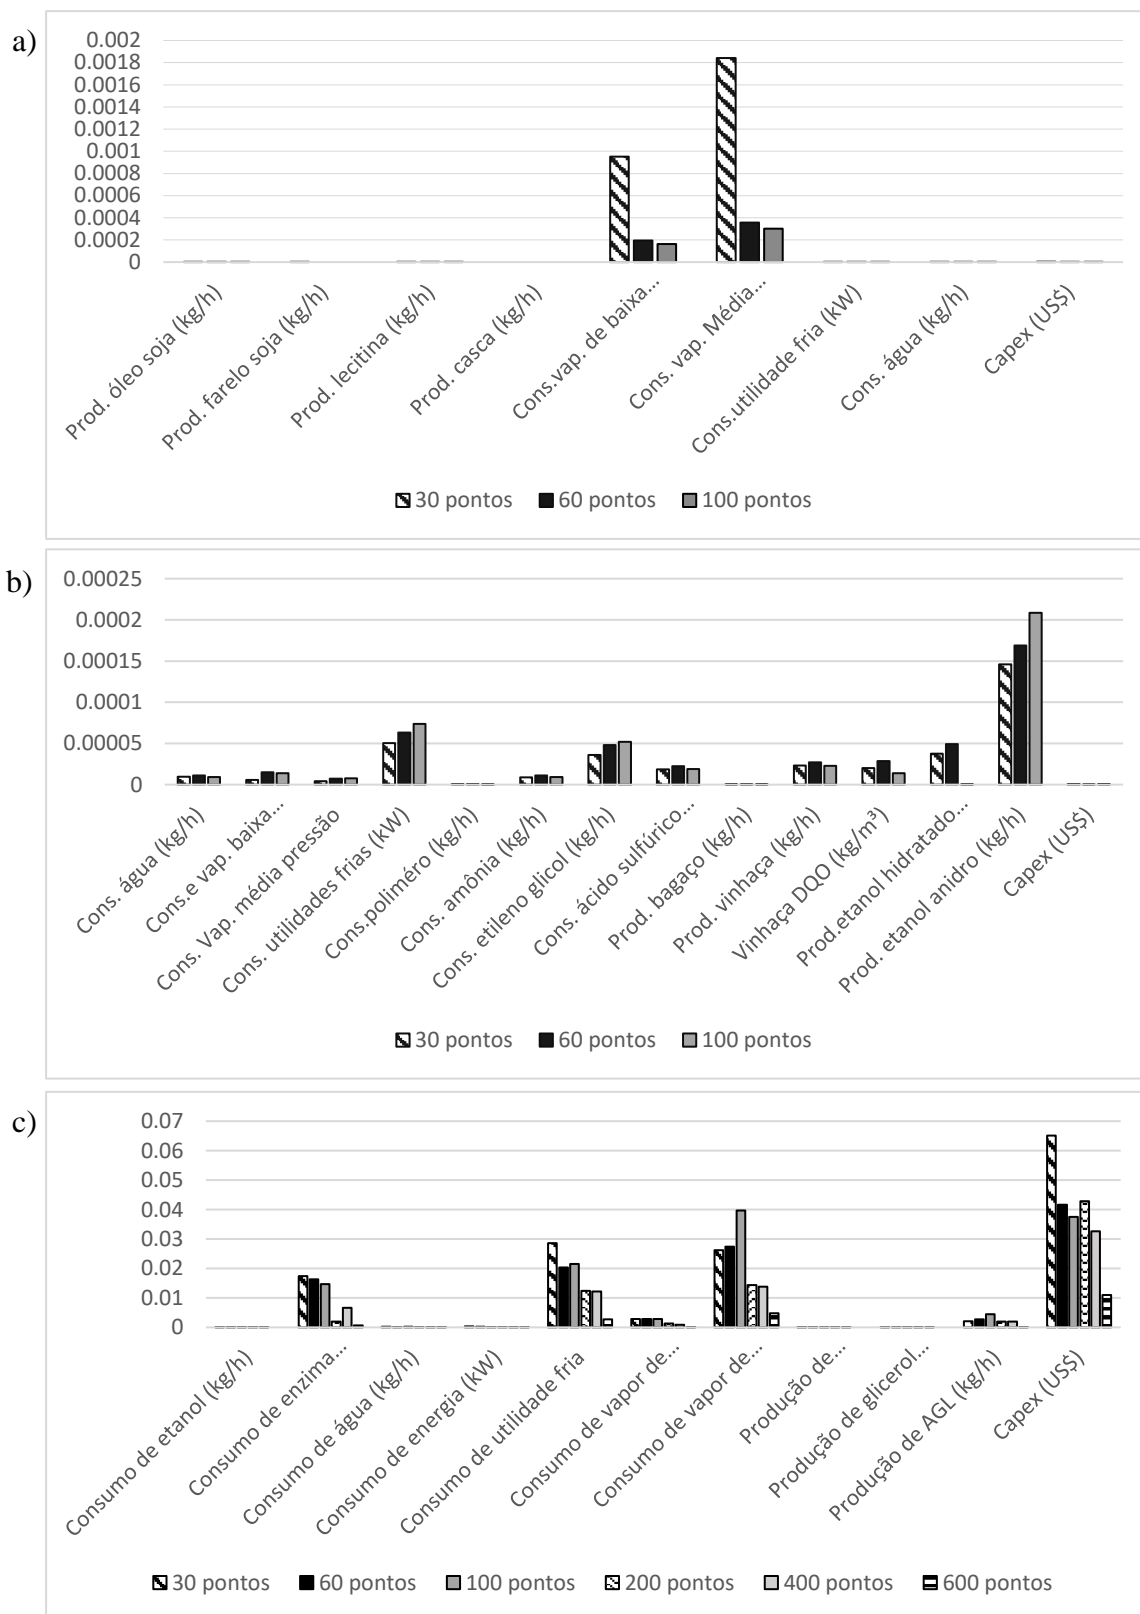 a)
0.002
0.0018
0.0016
0.0014
0.0012
0.001
0.0008
0.0006
0.0004
0.0002
0
Prod. óleo soja (kg/h)
Prod. farelo soja (kg/h)
Prod. lecitina (kg/h)
Prod. casca (kg/h)
Cons.vap. de baixa...
Cons. vap. Média...
Cons.utilidade fria (kW)
Cons. água (kg/h)
Capex (US$)
30 pontos 60 pontos 100 pontos
b)
0.00025
0.0002
0.00015
0.0001
0.00005
0
Cons. água (kg/h)
Cons.e vap. baixa...
Cons. Vap. média pressão
Cons. utilidades frias (kW)
Cons.poliméro (kg/h)
Cons. amônia (kg/h)
Cons. etileno glicol (kg/h)
Cons. ácido sulfúrico...
Prod. bagaço (kg/h)
Prod. vinhaça (kg/h)
Vinhaça DQO (kg/m³)
Prod.etanol hidratado...
Prod. etanol anidro (kg/h)
Capex (US$)
30 pontos 60 pontos 100 pontos
c)
0.07
0.06
0.05
0.04
0.03
0.02
0.01
0
Consumo de etanol (kg/h)
Consumo de enzima...
Consumo de água (kg/h)
Consumo de energia (kW)
Consumo de utilidade fria
Consumo de vapor de...
Consumo de vapor de...
Produção de...
Produção de glicerol...
Produção de AGL (kg/h)
Capex (US$)
30 pontos 60 pontos 100 pontos 200 pontos 400 pontos 600 pontos